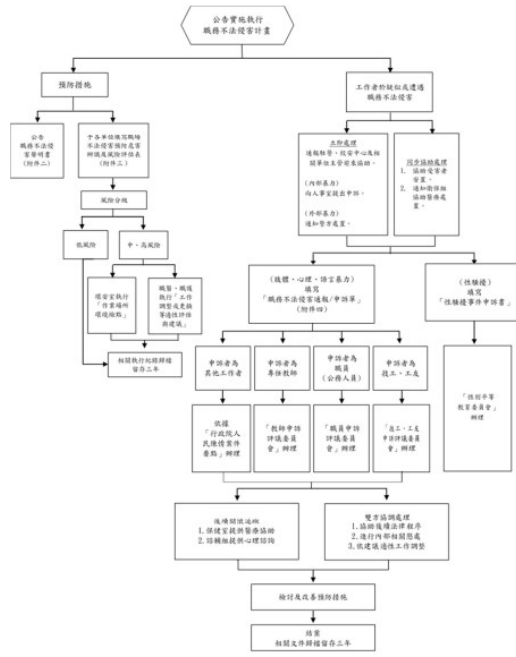 公告實施執行
職務不法侵害計畫
預防措施
工作者於疑似或遭遇
職務不法侵害
公告
職務不法侵
害聲明書
(附件二)
于各單位填寫職場
不法侵害預防危害
辨識及風險評估表
(附件三)
立即處理
通報駐警、校安中心及相
關單位主管前來協助。
(內部暴力)
向人事室提出申訴。
(外部暴力)
通知警方處置。
同步協助處理
1. 協助受害者
安置。
2. 通知衛保組
協助醫療處
置。
風險分級
低風險
中、高風險
環安室執行
「作業場所
環境檢點」
職醫、職護
執行「工作
調整或更換
等適性評估
與建議」
相關執行紀錄歸檔
留存三年
(肢體、心理、語言暴力)
填寫
「職務不法侵害通報/申訴單」
(附件四)
(性騷擾)
填寫
「性騷擾事件申訴書」
申訴者為
其他工作者
申訴者為
專任教師
申訴者為
職員
(公務人員)
申訴者為
技工、工友
依據
「行政院人
民陳情案件
要點」辦理
「教師申訴
評議委員
會」辦理
「職員申訴
評議委員
會」辦理
「技工、工友
申訴評議委員
會」辦理
「性別平等
教育委員會」
辦理
後續關懷追蹤
1.保健室提供醫療協助
2.諮輔組提供心理諮詢
雙方協調處理
1.協助後續法律程序
2.進行內部相關懲處
3.依建議適性工作調整
檢討及改善預防措施
結案
相關文件歸檔留存三年